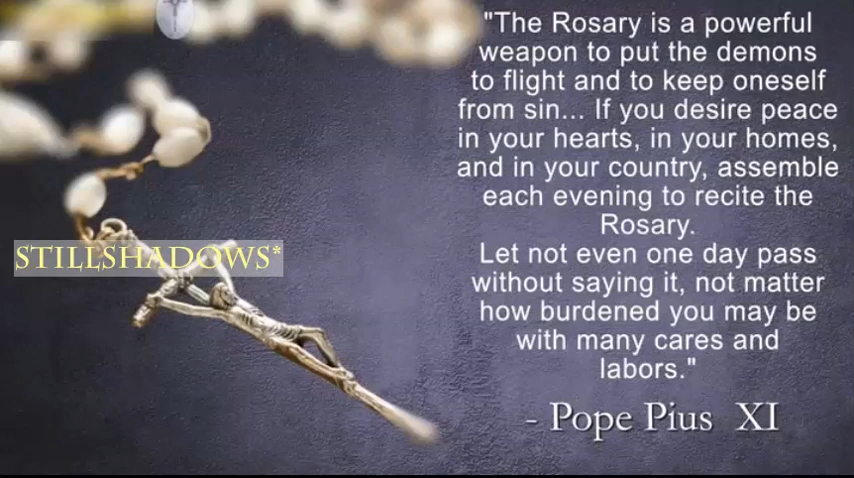 "The Rosary is a powerful
weapon to put the demons
to flight and to keep oneself
from sin... If you desire peace
in your hearts, in your homes,
and in your country, assemble
each evening to recite the
Rosary.
Let not even one day pass
without saying it, not matter
how burdened you may be
with many cares and
labors."
- Pope Pius XI
STILLSHADOWS*